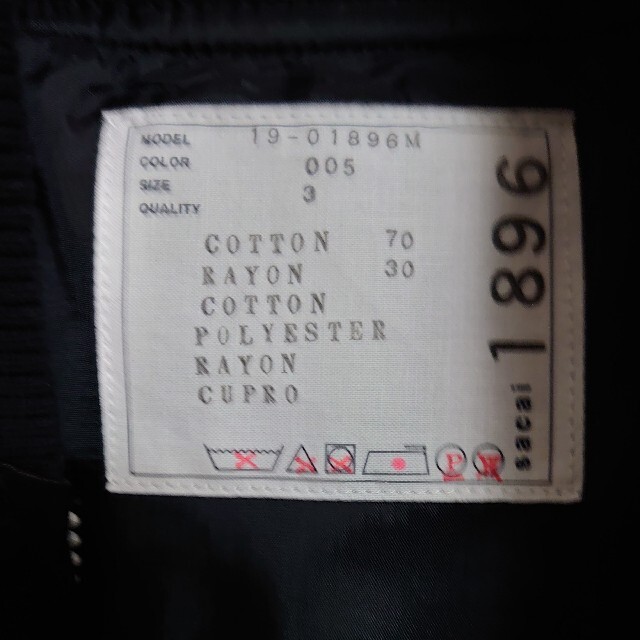 MODEL 19-01896M
COLOR 005
SIZE 3
QUALITY
COTTON 70
RAYON 30
COTTON
POLYESTER
RAYON
CUPRO
P
sacai 1896